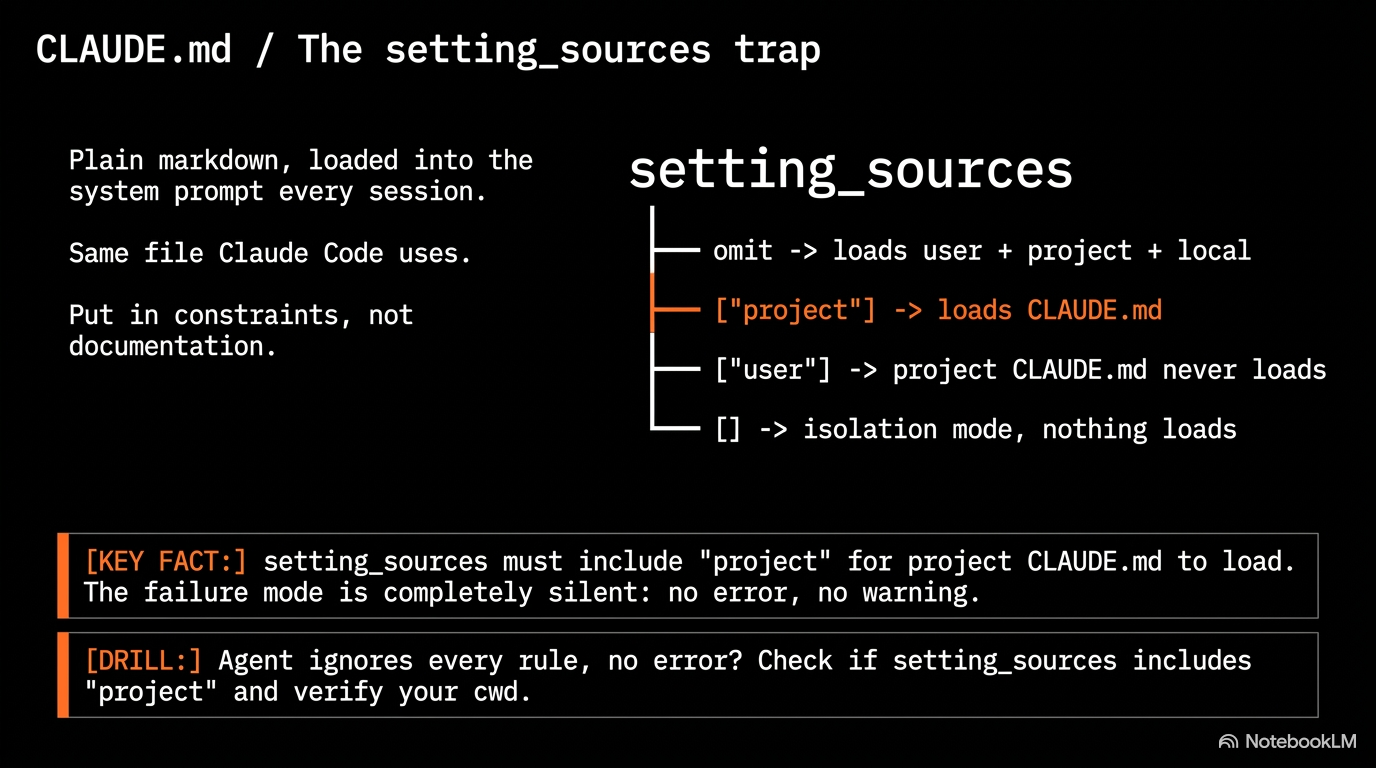 CLAUDE.md / The setting_sources trap
Plain markdown, loaded into the
system prompt every session.
Same file Claude Code uses.
Put in constraints, not
documentation.
setting_sources
omit -> loads user + project + local
["project"] -> loads CLAUDE.md
["user"] -> project CLAUDE.md never loads
[] -> isolation mode, nothing loads
[KEY FACT:] setting_sources must include "project" for project CLAUDE.md to load.
The failure mode is completely silent: no error, no warning.
[DRILL:] Agent ignores every rule, no error? Check if setting_sources includes
"project" and verify your cwd.
NotebookLM